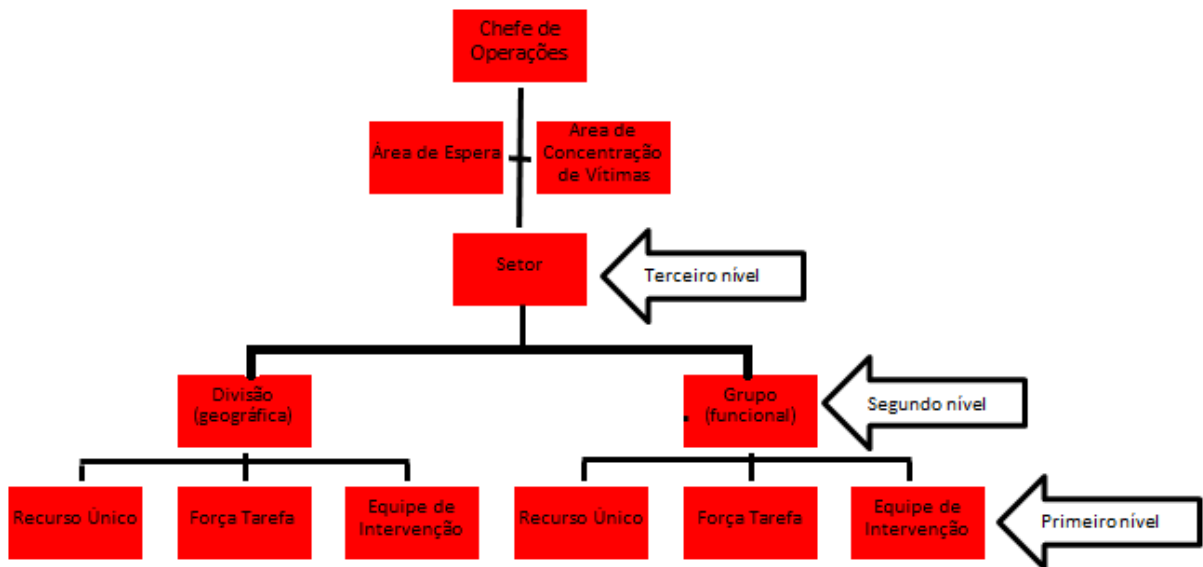 Chefe de
Operações
Área de Espera
Area de
Concentração
de Vítimas
Setor
Terceiro nível
Divisão
(geográfica)
Grupo
(funcional)
Segundo nível
Recurso Único
Força Tarefa
Equipe de
Intervenção
Recurso Único
Força Tarefa
Equipe de
Intervenção
Primeiro nível